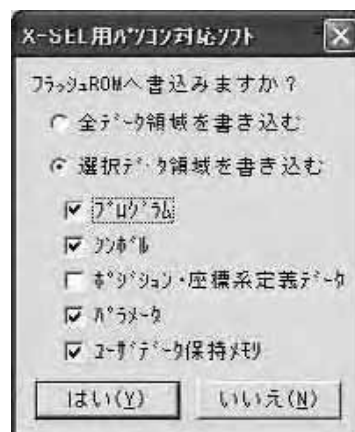 X-SEL用ﾊﾟｿｺﾝ対応ｿﾌﾄ
ﾌﾗｯｼｭROMへ書込みますか？
全ﾃﾞｰﾀ領域を書き込む
選択ﾃﾞｰﾀ領域を書き込む
ﾌﾟﾛｸﾞﾗﾑ
ｼﾝﾎﾞﾙ
ﾎﾟｼﾞｼｮﾝ・座標系定義ﾃﾞｰﾀ
ﾊﾟﾗﾒｰﾀ
ﾕｰｻﾞﾃﾞｰﾀ保持ﾒﾓﾘ
はい(Y) いいえ(N)